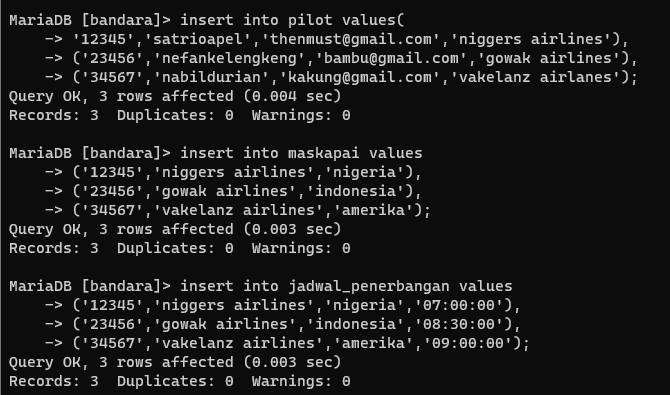 MariaDB [bandara]> insert into pilot values(
    -> '12345','satrioapel','thenmust@gmail.com','niggers airlines'),
    -> ('23456','nefankelengkeng','bambu@gmail.com','gowak airlines'),
    -> ('34567','nabildurian','kakung@gmail.com','vakelanz airlanes');
Query OK, 3 rows affected (0.004 sec)
Records: 3  Duplicates: 0  Warnings: 0

MariaDB [bandara]> insert into maskapai values
    -> ('12345','niggers airlines','nigeria'),
    -> ('23456','gowak airlines','indonesia'),
    -> ('34567','vakelanz airlines','amerika');
Query OK, 3 rows affected (0.003 sec)
Records: 3  Duplicates: 0  Warnings: 0

MariaDB [bandara]> insert into jadwal_penerbangan values
    -> ('12345','niggers airlines','nigeria','07:00:00'),
    -> ('23456','gowak airlines','indonesia','08:30:00'),
    -> ('34567','vakelanz airlines','amerika','09:00:00');
Query OK, 3 rows affected (0.003 sec)
Records: 3  Duplicates: 0  Warnings: 0